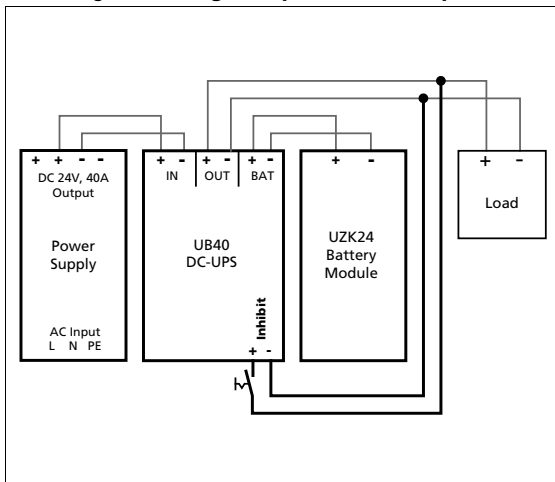 + + - -
DC 24V, 40A
Output
Power
Supply
AC Input
L N PE
+ - + - + -
IN OUT BAT
UB40
DC-UPS
Inhibit
+ -
+ -
UZK24
Battery
Module
+ -
Load